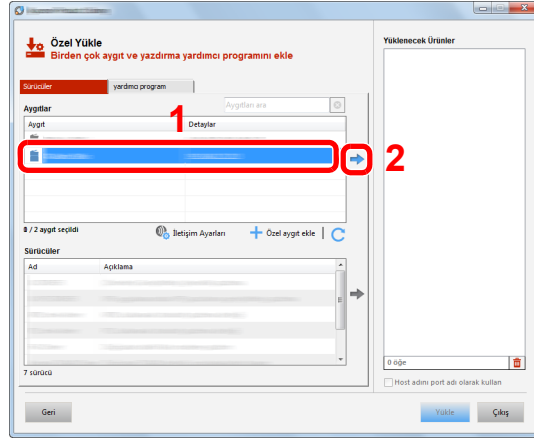 Özel Yükle
Birden çok aygıt ve yazdırma yardımcı programını ekle
Yüklenecek Ürünler
Sürücüler
yardımcı program
Aygıtlar
Aygıtları ara
Aygıt
Detaylar
1
2
0 / 2 aygıt seçildi
İletişim Ayarları
Özel aygıt ekle
Sürücüler
Ad
Açıklama
7 sürücü
0 öğe
Host adını port adı olarak kullan
Geri
Yükle
Çıkış